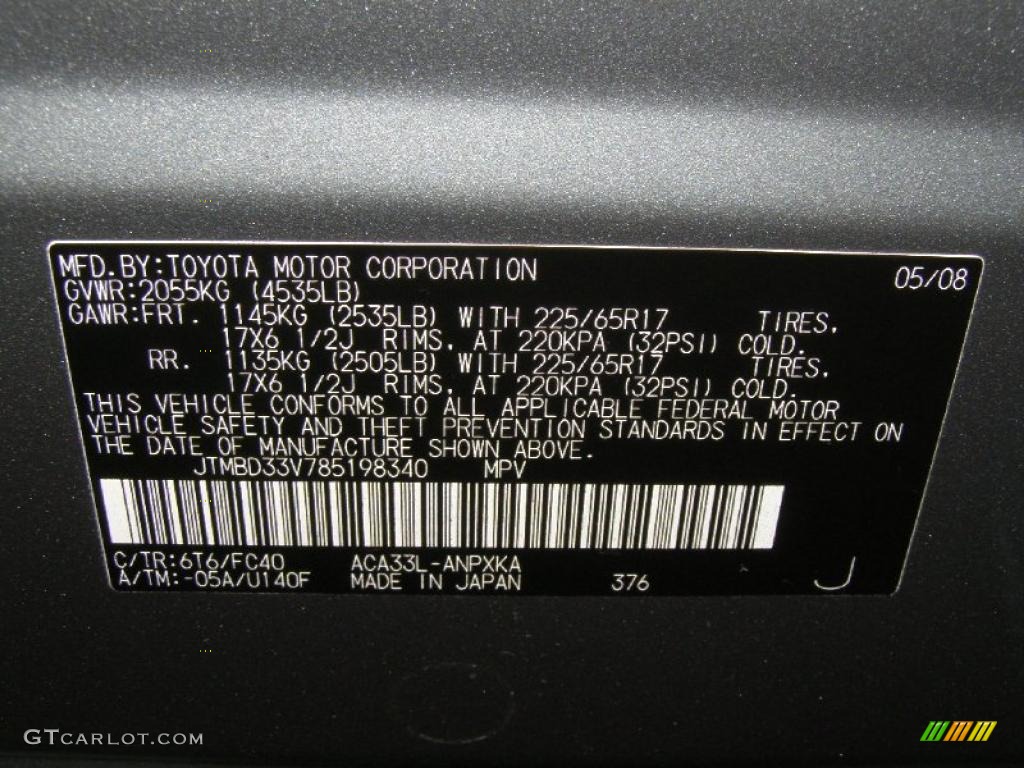 MFD.BY:TOYOTA MOTOR CORPORATION 05/08
GVWR:2055KG (4535LB)
GAWR:FRT. 1145KG (2535LB) WITH 225/65R17 TIRES,
17X6 1/2J RIMS, AT 220KPA (32PSI) COLD.
RR. 1135KG (2505LB) WITH 225/65R17 TIRES,
17X6 1/2J RIMS, AT 220KPA (32PSI) COLD.
THIS VEHICLE CONFORMS TO ALL APPLICABLE FEDERAL MOTOR
VEHICLE SAFETY AND THEFT PREVENTION STANDARDS IN EFFECT ON
THE DATE OF MANUFACTURE SHOWN ABOVE.
JTMBD33V785198340 MPV
C/TR:6T6/FC40 ACA33L-ANPXKA
A/TM:-05A/U140F MADE IN JAPAN 376 J
GTCARLOT.COM